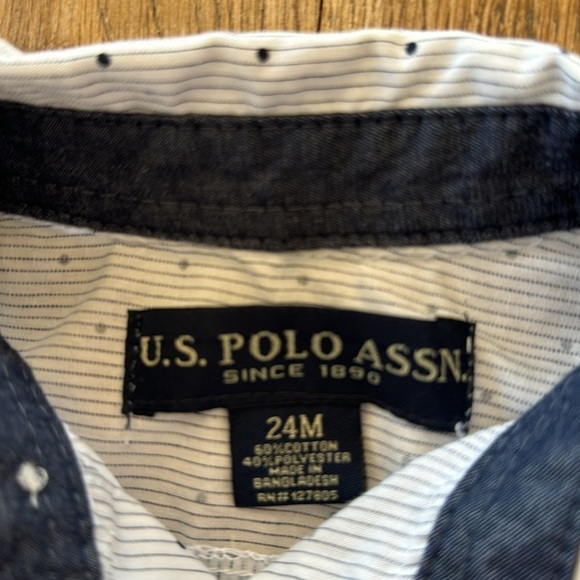 U.S. POLO ASSN.
SINCE 1890
24M
60% COTTON
40% POLYESTER
MADE IN
BANGLADESH
RN# 127805